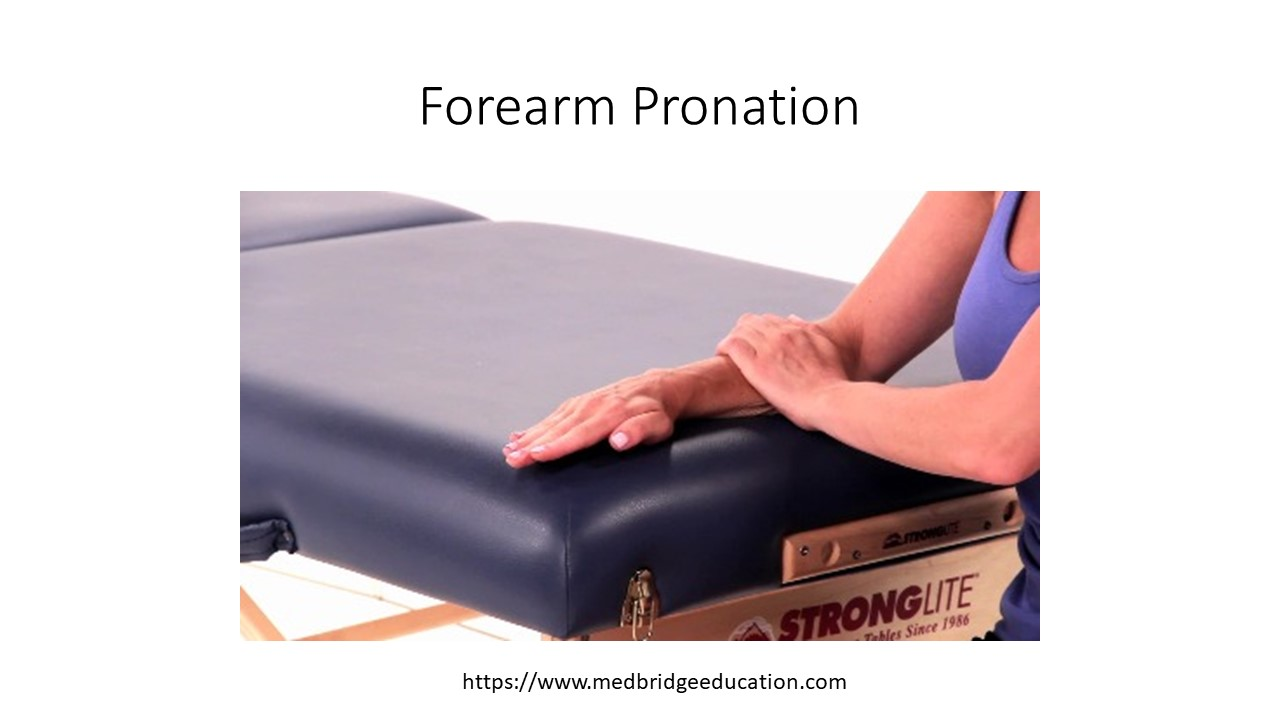 Forearm Pronation
STRONGLITE
STRONGLITE
Tables Since 1986
https://www.medbridgeeducation.com